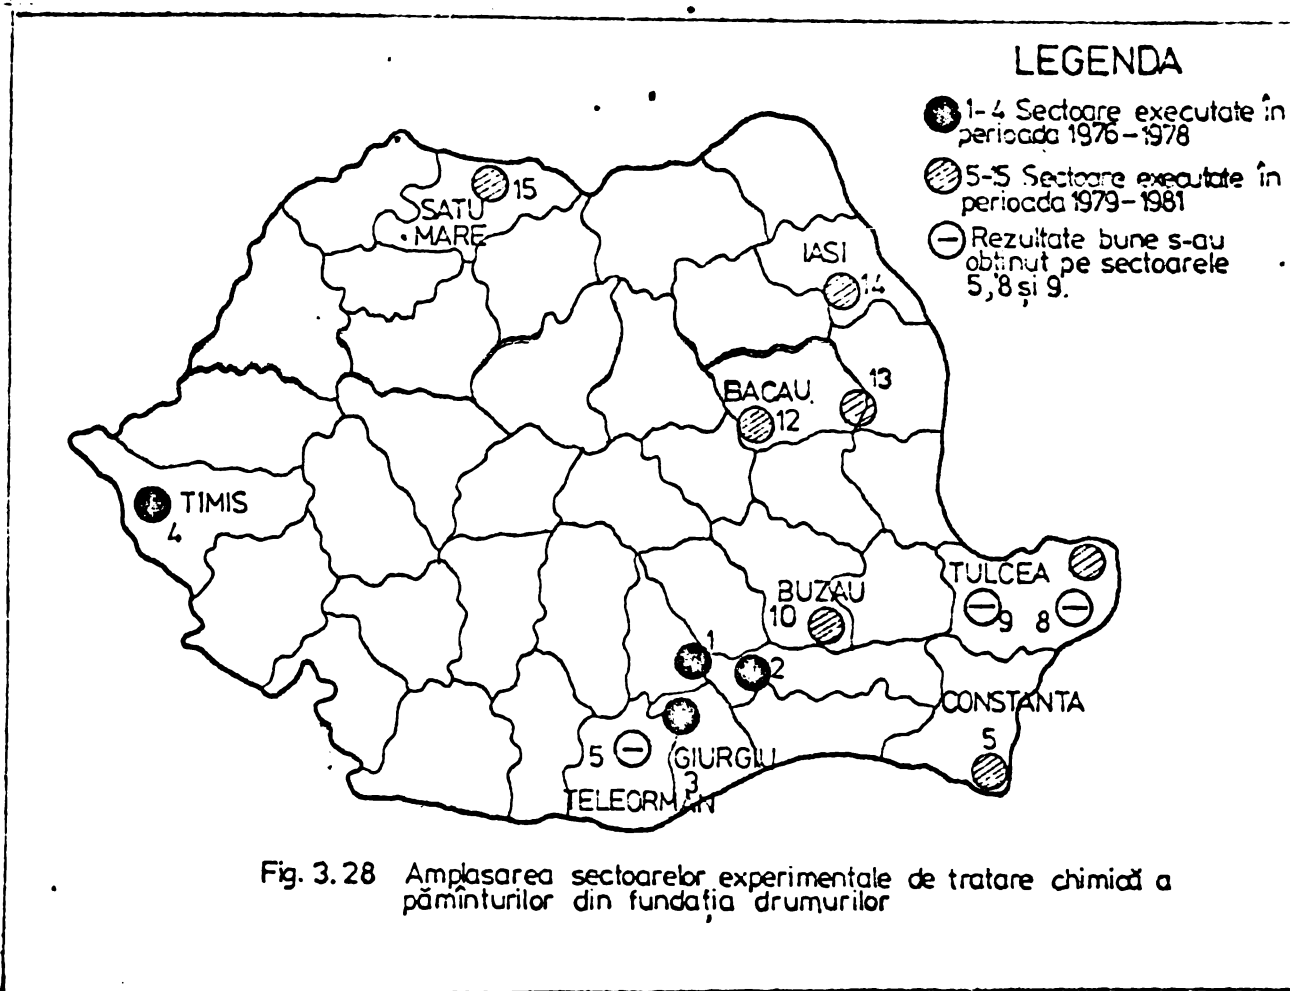 LEGENDA
1-4 Sectoare executate în
perioada 1976-1978
5-15 Sectoare executate în
perioada 1979-1981
Rezultate bune s-au
obținut pe sectoarele
5,8 și 9.
15
SATU
MARE
IASI
14
13
BACAU
12
TIMIS
4
TULCEA
9
8
BUZAU
10
1
2
CONSTANTA
5
5
GIURGIU
3
TELEORMAN
Fig. 3.28 Amplasarea sectoarelor experimentale de tratare chimică a
pămînturilor din fundația drumurilor